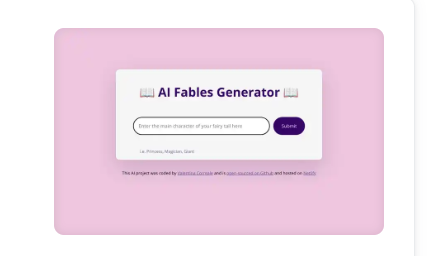 📖 AI Fables Generator 📖
Enter the main character of your fairy tail here
Submit
i.e. Princess, Magician, Giant
This AI project was coded by and is open-sourced on GitHub and hosted on Netlify